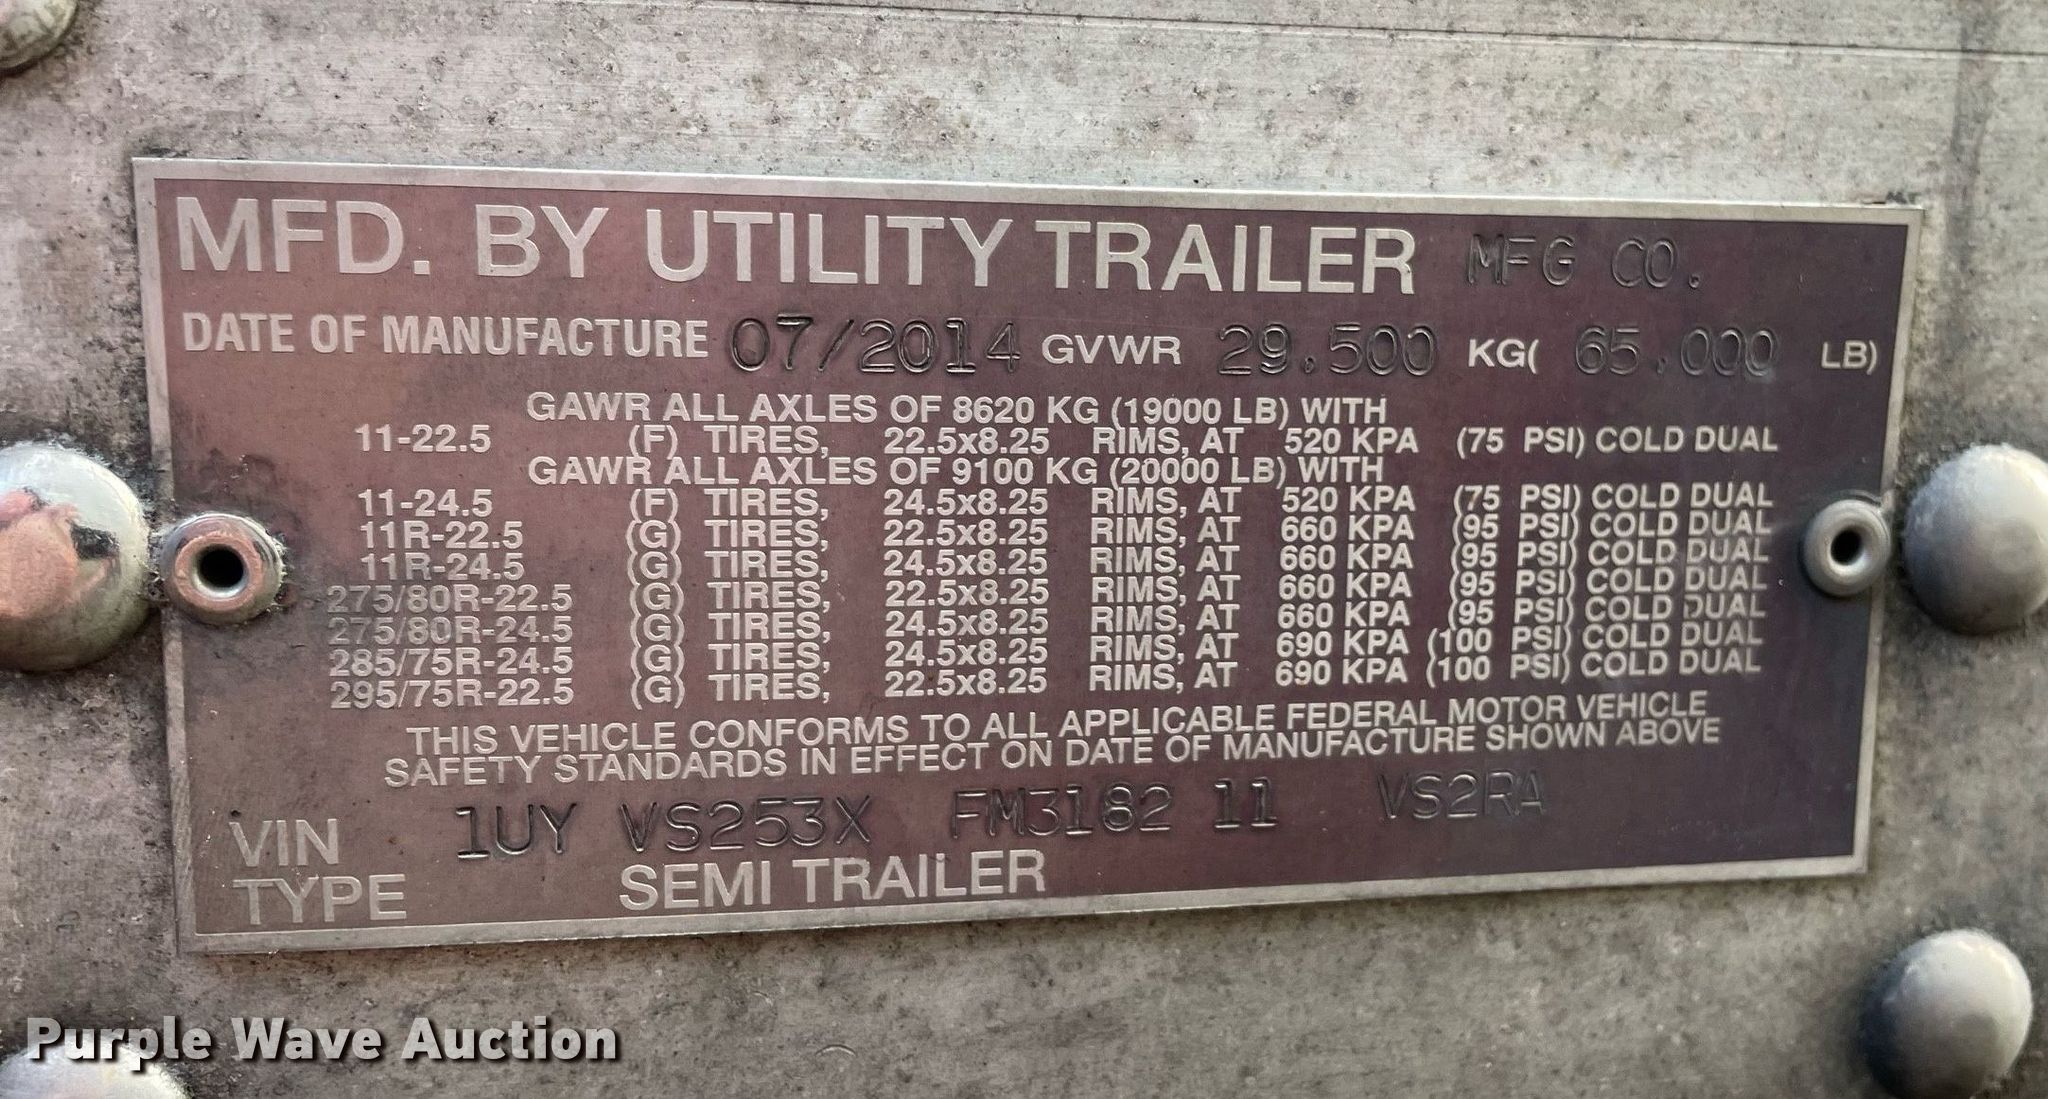 MFD. BY UTILITY TRAILER MFG CO.
DATE OF MANUFACTURE 07/2014 GVWR 29.500 KG( 65.000 LB)
GAWR ALL AXLES OF 8620 KG (19000 LB) WITH
11-22.5 (F) TIRES, 22.5x8.25 RIMS, AT 520 KPA (75 PSI) COLD DUAL
GAWR ALL AXLES OF 9100 KG (20000 LB) WITH
11-24.5 (F) TIRES, 24.5x8.25 RIMS, AT 520 KPA (75 PSI) COLD DUAL
11R-22.5 (G) TIRES, 22.5x8.25 RIMS, AT 660 KPA (95 PSI) COLD DUAL
11R-24.5 (G) TIRES, 24.5x8.25 RIMS, AT 660 KPA (95 PSI) COLD DUAL
275/80R-22.5 (G) TIRES, 22.5x8.25 RIMS, AT 660 KPA (95 PSI) COLD DUAL
275/80R-24.5 (G) TIRES, 24.5x8.25 RIMS, AT 660 KPA (95 PSI) COLD DUAL
285/75R-24.5 (G) TIRES, 24.5x8.25 RIMS, AT 690 KPA (100 PSI) COLD DUAL
295/75R-22.5 (G) TIRES, 22.5x8.25 RIMS, AT 690 KPA (100 PSI) COLD DUAL
THIS VEHICLE CONFORMS TO ALL APPLICABLE FEDERAL MOTOR VEHICLE
SAFETY STANDARDS IN EFFECT ON DATE OF MANUFACTURE SHOWN ABOVE
VIN 1UY VS253X FM3182 11 VS2RA
TYPE SEMI TRAILER
Purple Wave Auction